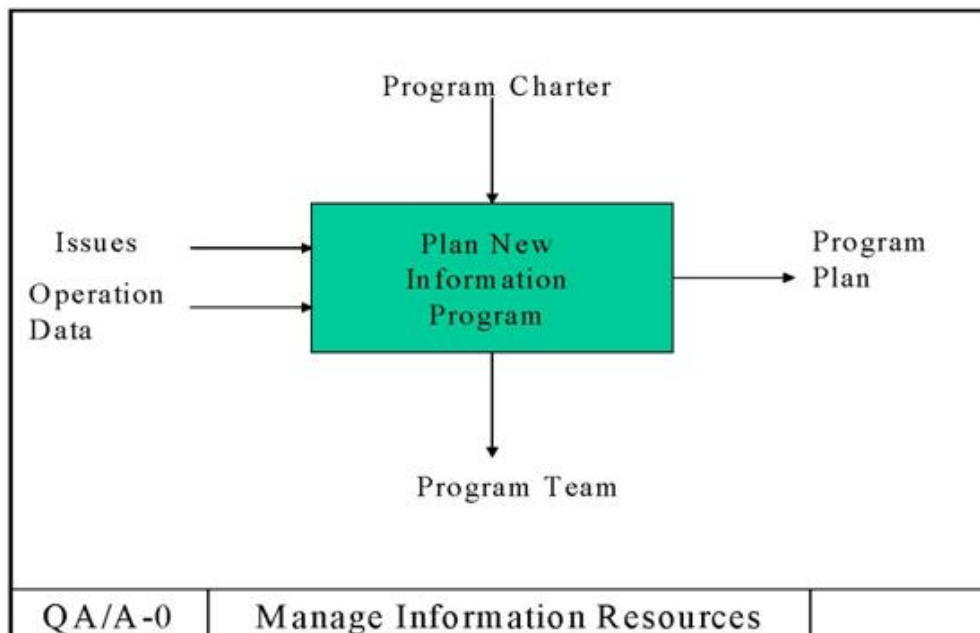 Program Charter
Issues
Operation
Data
Plan New
Information
Program
Program
Plan
Program Team
QA/A-0
Manage Information Resources